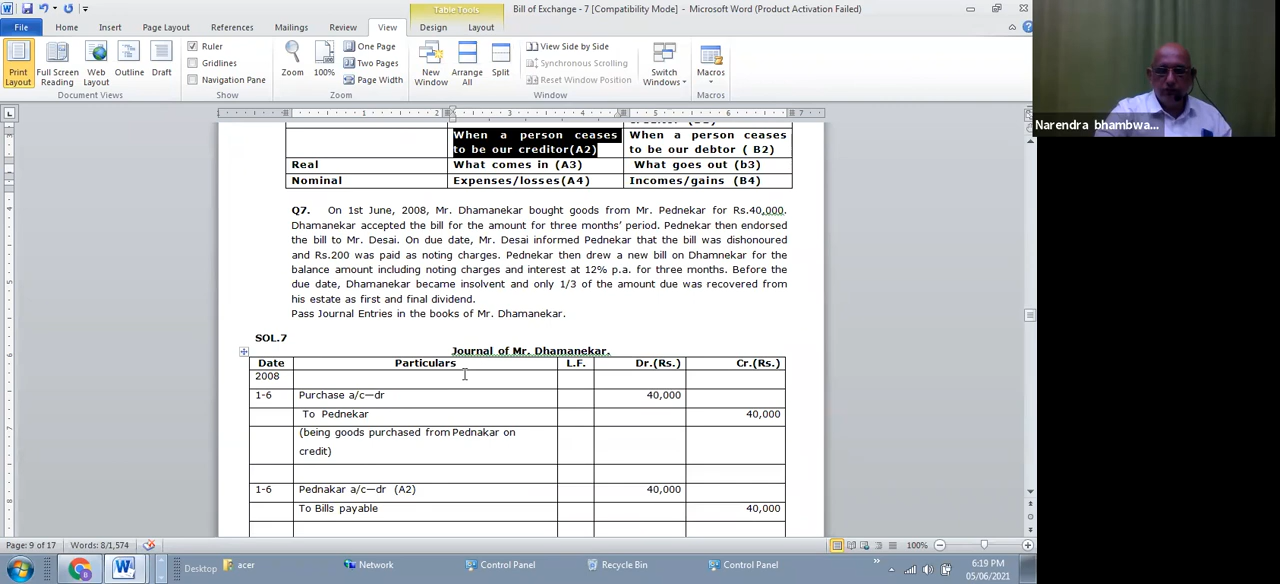 Table Tools
Bill of Exchange - 7 [Compatibility Mode] - Microsoft Word (Product Activation Failed)
File Home Insert Page Layout References Mailings Review View Design Layout
Print Layout
Full Screen Reading
Web Layout
Outline
Draft
Document Views
Ruler
Gridlines
Navigation Pane
Show
Zoom
100%
One Page
Two Pages
Page Width
Zoom
New Window
Arrange All
Split
View Side by Side
Synchronous Scrolling
Reset Window Position
Window
Switch Windows
Macros
Macros
Narendra bhambwa...
When a person ceases to be our creditor(A2)
When a person ceases to be our debtor ( B2)
Real What comes in (A3) What goes out (b3)
Nominal Expenses/losses(A4) Incomes/gains (B4)
Q7. On 1st June, 2008, Mr. Dhamanekar bought goods from Mr. Pednekar for Rs.40,000.
Dhamanekar accepted the bill for the amount for three months' period. Pednekar then endorsed
the bill to Mr. Desai. On due date, Mr. Desai informed Pednekar that the bill was dishonoured
and Rs.200 was paid as noting charges. Pednekar then drew a new bill on Dhamnekar for the
balance amount including noting charges and interest at 12% p.a. for three months. Before the
due date, Dhamanekar became insolvent and only 1/3 of the amount due was recovered from
his estate as first and final dividend.
Pass Journal Entries in the books of Mr. Dhamanekar.
SOL.7
Journal of Mr. Dhamanekar.
Date Particulars L.F. Dr.(Rs.) Cr.(Rs.)
2008
1-6 Purchase a/c—dr 40,000
To Pednekar 40,000
(being goods purchased from Pednakar on
credit)
1-6 Pednakar a/c—dr (A2) 40,000
To Bills payable 40,000
Page: 9 of 17 Words: 8/1,574 100%
Desktop acer Network Control Panel Recycle Bin Control Panel
6:19 PM
05/06/2021